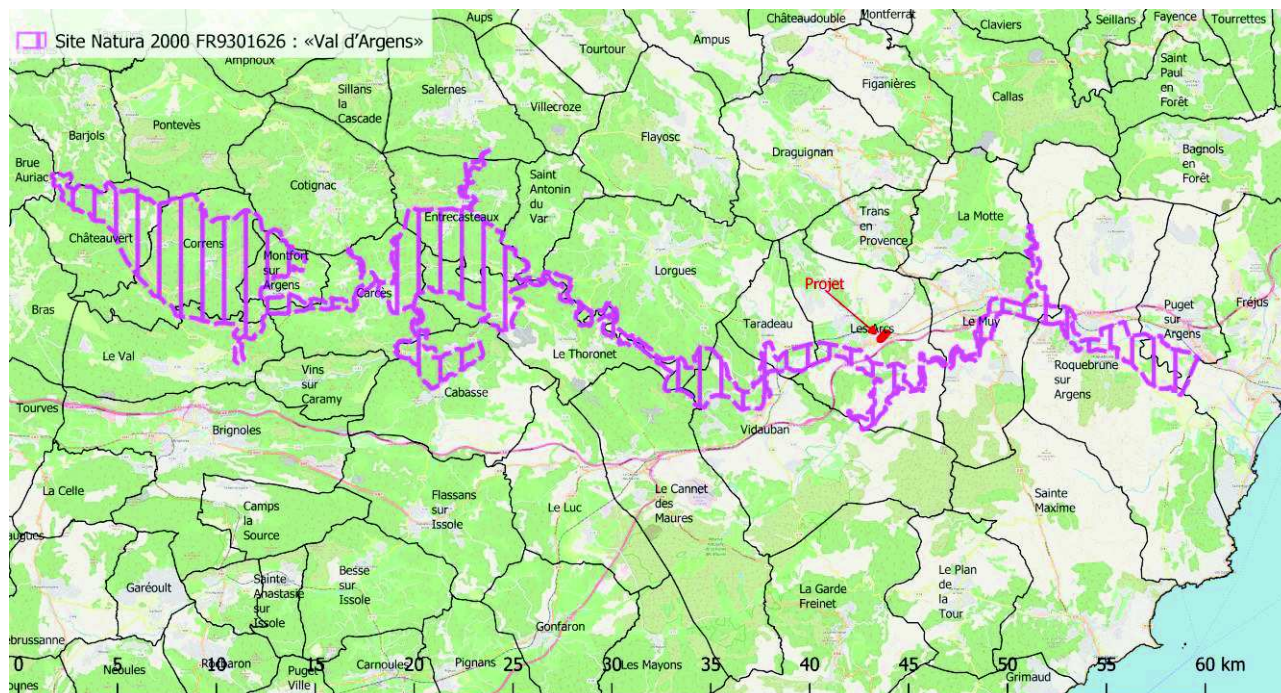 Site Natura 2000 FR9301626 : «Val d'Argens»
Aups
Ampus
Châteaudouble
Montferrat
Claviers
Seillans
Fayence
Tourrettes
Tourtour
Ampnoux
Sillans
la
Cascade
Salernes
Villecroze
Figanières
Callas
Saint
Paul
en
Forêt
Barjols
Pontevès
Flayosc
Draguignan
Bagnols
en
Forêt
Brue
Auriac
Cotignac
Saint
Antonin
du
Var
Entrecasteaux
Trans
en
Provence
La Motte
Châteauvert
Correns
Montfort
sur
Argens
Carcès
Lorgues
Projet
Taradeau
Les Arcs
Le Muy
Puget
sur
Argens
Fréjus
Bras
Le Val
Le Thoronet
Roquebrune
sur
Argens
Vins
sur
Caramy
Cabasse
Tourves
Brignoles
Vidauban
La Celle
Camps
la
Source
Flassans
sur
Issole
Le Luc
Le Cannet
des
Maures
Sainte
Maxime
Garéoult
Sainte
Anastasie
sur
Issole
Besse
sur
Issole
La Garde
Freinet
Le Plan
de
la
Tour
Gonfaron
Néoules
Rocbaron
Puget
Ville
Carnoules
Pignans
Les Mayons
Grimaud
0 5 10 15 20 25 30 35 40 45 50 55 60 km